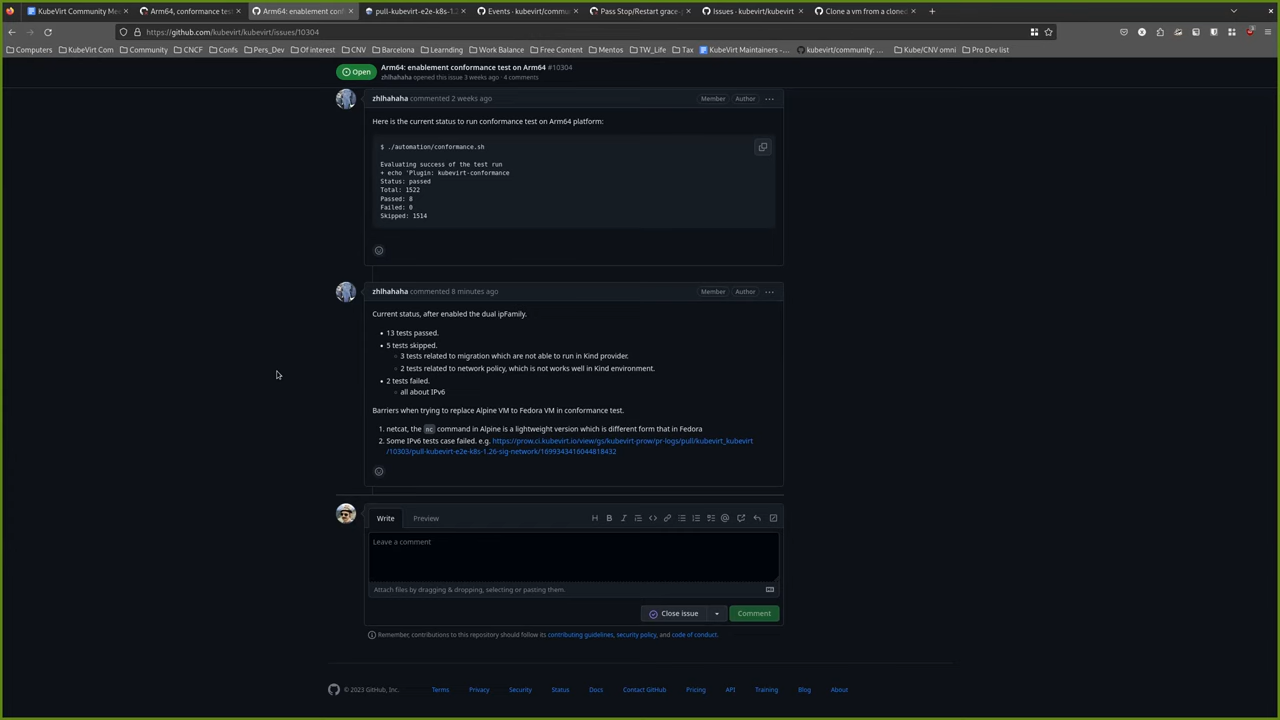 KubeVirt Community Me
Arm64, conformance test
Arm64: enablement conf
pull-kubevirt-e2e-k8s-1.2
Events · kubevirt/commu
Pass Stop/Restart grace-
Issues · kubevirt/kubevirt
Clone a vm from a cloned
https://github.com/kubevirt/kubevirt/issues/10304
Computers
KubeVirt Com
Community
CNCF
Confs
Pers_Dev
Of interest
CNV
Barcelona
Learnding
Work Balance
Free Content
Mentos
TW_Life
Tax
KubeVirt Maintainers -...
kubevirt/community: ...
Kube/CNV omni
Pro Dev list
Open
Arm64: enablement conformance test on Arm64 #10304
zhlhahaha opened this issue 3 weeks ago · 4 comments
zhlhahaha commented 2 weeks ago
Member
Author
Here is the current status to run conformance test on Arm64 platform:
$ ./automation/conformance.sh
Evaluating success of the test run
+ echo 'Plugin: kubevirt-conformance
Status: passed
Total: 1522
Passed: 8
Failed: 0
Skipped: 1514
zhlhahaha commented 8 minutes ago
Member
Author
Current status, after enabled the dual ipFamily.
• 13 tests passed.
• 5 tests skipped.
◦ 3 tests related to migration which are not able to run in Kind provider.
◦ 2 tests related to network policy, which is not works well in Kind environment.
• 2 tests failed.
◦ all about IPv6
Barriers when trying to replace Alpine VM to Fedora VM in conformance test.
1. netcat, the nc command in Alpine is a lightweight version which is different form that in Fedora
2. Some IPv6 tests case failed. e.g. https://prow.ci.kubevirt.io/view/gs/kubevirt-prow/pr-logs/pull/kubevirt_kubevirt
/10303/pull-kubevirt-e2e-k8s-1.26-sig-network/1699343416044818432
Write
Preview
Leave a comment
Attach files by dragging & dropping, selecting or pasting them.
Close issue
Comment
Remember, contributions to this repository should follow its contributing guidelines, security policy, and code of conduct.
© 2023 GitHub, Inc.
Terms
Privacy
Security
Status
Docs
Contact GitHub
Pricing
API
Training
Blog
About